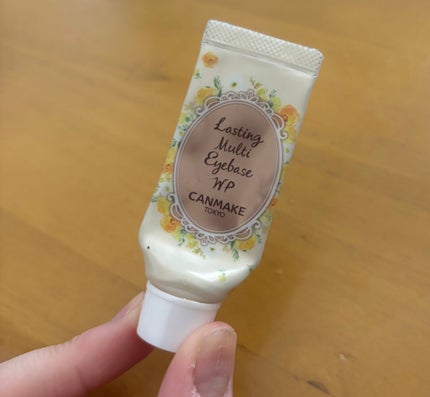 Lasting
Multi
Eyebase
WP
CANMAKE
TOKYO